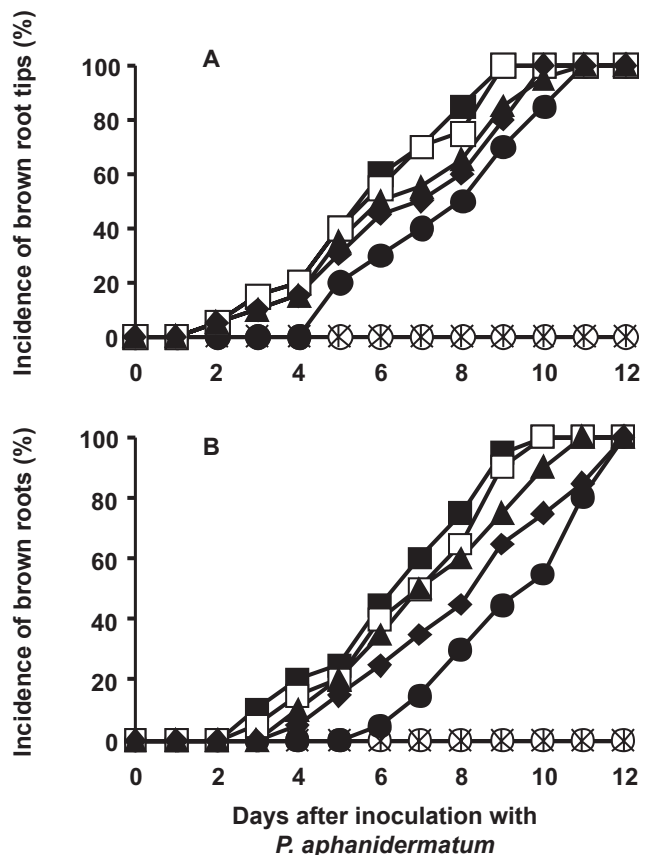 A
Incidence of brown root tips (%)
100
80
60
40
20
0
0 2 4 6 8 10 12
B
Incidence of brown roots (%)
100
80
60
40
20
0
0 2 4 6 8 10 12
Days after inoculation with
P. aphanidermatum